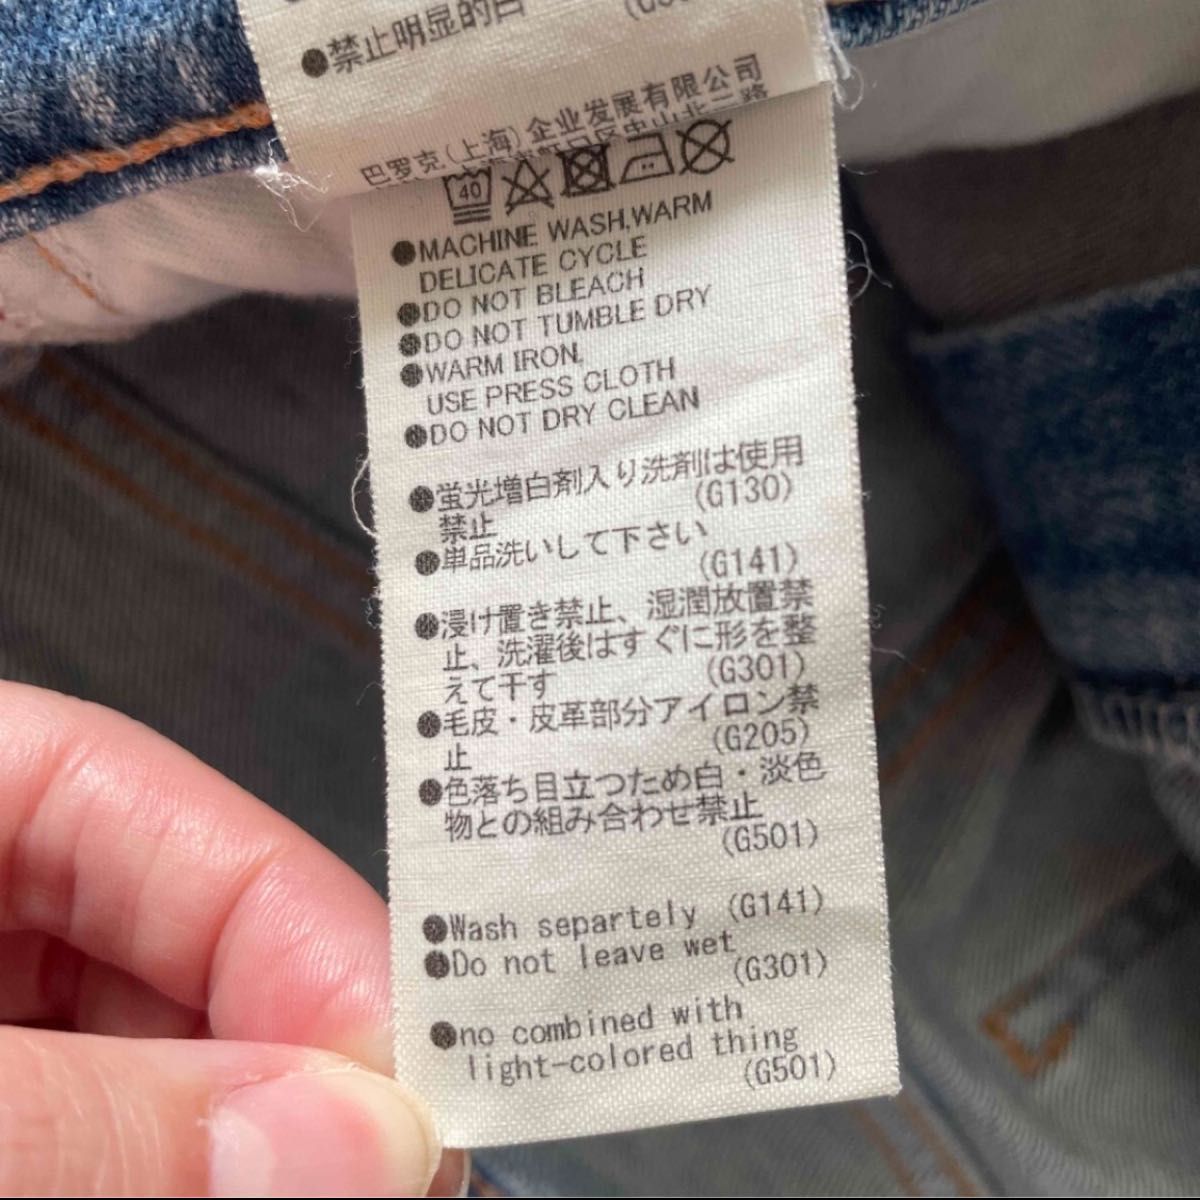 ●禁止明显的白
巴罗克(上海)企业发展有限公司
40
●MACHINE WASH,WARM
DELICATE CYCLE
●DO NOT BLEACH
●DO NOT TUMBLE DRY
●WARM IRON,
USE PRESS CLOTH
●DO NOT DRY CLEAN
●蛍光増白剤入り洗剤は使用
禁止 (G130)
●単品洗いして下さい
(G141)
●浸け置き禁止、湿潤放置禁
止、洗濯後はすぐに形を整
えて干す (G301)
●毛皮・皮革部分アイロン禁
止 (G205)
●色落ち目立つため白・淡色
物との組み合わせ禁止
(G501)
●Wash separtely (G141)
●Do not leave wet
(G301)
●no combined with
light-colored thing
(G501)